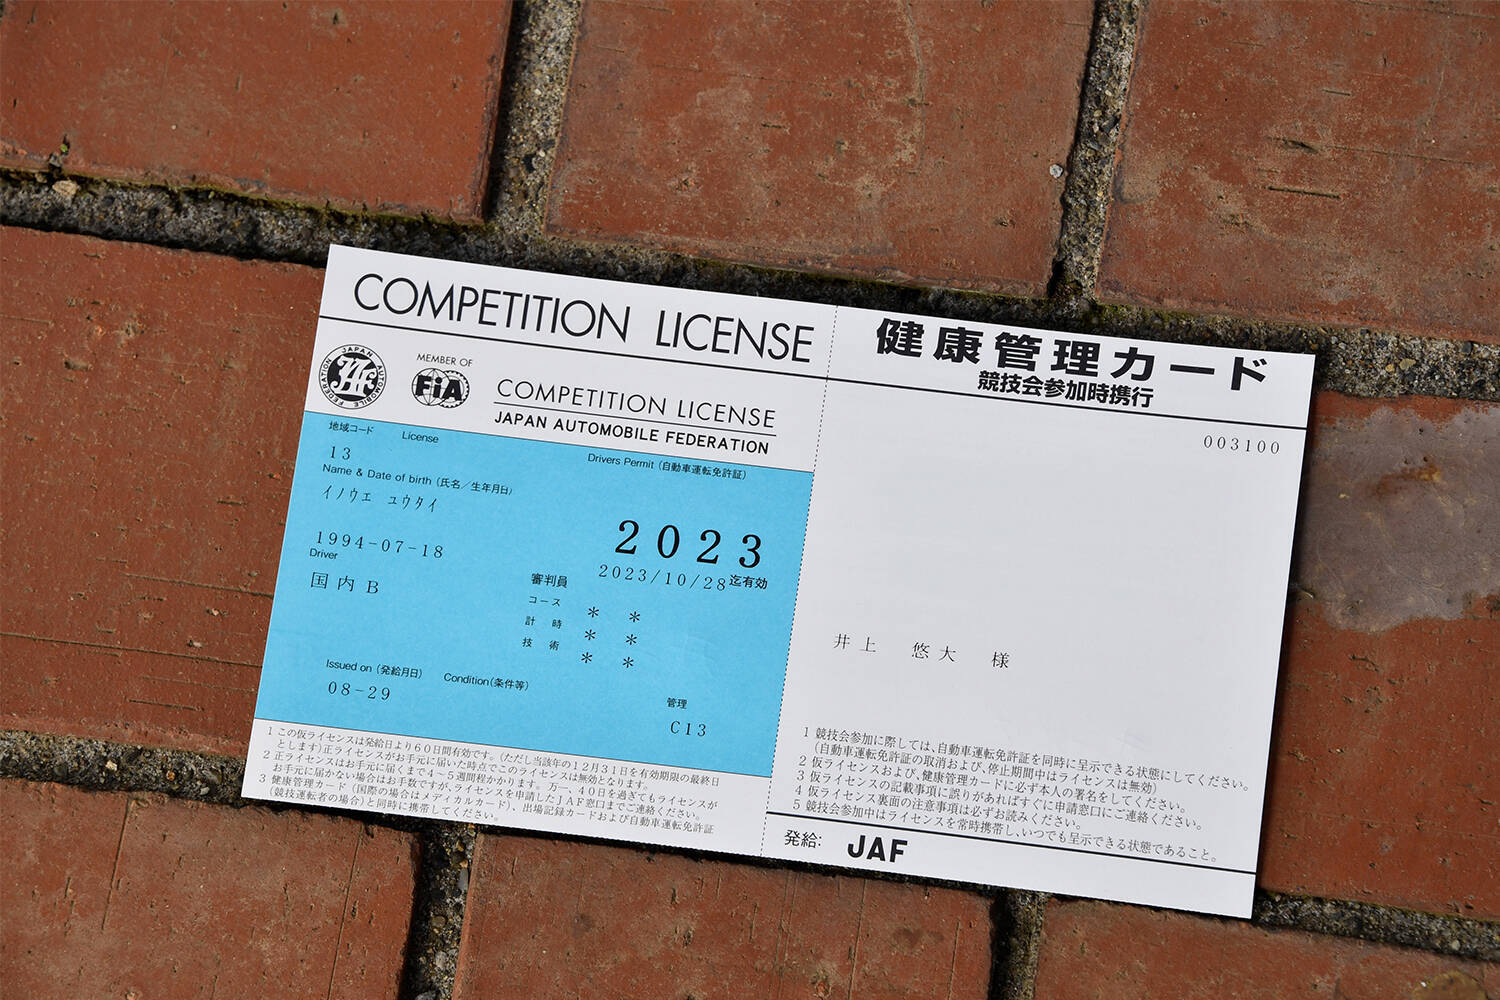 COMPETITION LICENSE
JAPAN AUTOMOBILE FEDERATION
JAF
MEMBER OF
FiA
COMPETITION LICENSE
JAPAN AUTOMOBILE FEDERATION
地域コード License
13
Drivers Permit (自動車運転免許証)
Name & Date of birth (氏名/生年月日)
イノウエ ユウタイ
2023
1994-07-18
2023/10/28迄有効
Driver
国内B
審判員
コース * *
計時 * *
技術 * *
Issued on (発給月日) Condition(条件等)
08-29
管理
C13
1 この仮ライセンスは発給日より60日間有効です。(ただし当該年の12月31日を有効期限の最終日
とします)正ライセンスがお手元に届いた時点でこのライセンスは無効となります。
2 正ライセンスはお手元に届くまで4~5週間程かかります。万一、40日を過ぎてもライセンスが
お手元に届かない場合はお手数ですが、ライセンスを申請したJAF窓口までご連絡ください。
3 健康管理カード(国際の場合はメディカルカード)、出場記録カードおよび自動車運転免許証
(競技運転者の場合)と同時に携帯してください。
健康管理カード
競技会参加時携行
003100
井上 悠大 様
1 競技会参加に際しては、自動車運転免許証を同時に呈示できる状態にしてください。
(自動車運転免許証の取消および、停止期間中はライセンスは無効)
2 仮ライセンスおよび、健康管理カードに必ず本人の署名をしてください。
3 仮ライセンスの記載事項に誤りがあればすぐに申請窓口にご連絡ください。
4 仮ライセンス裏面の注意事項は必ずお読みください。
5 競技会参加中はライセンスを常時携帯し、いつでも呈示できる状態であること。
発給: JAF